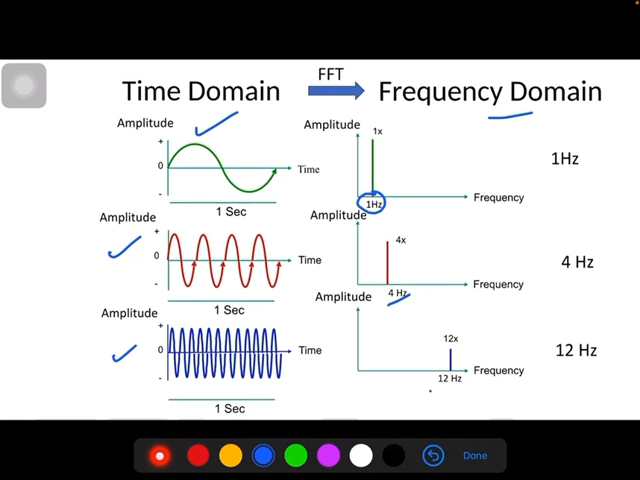 FFT
Time Domain
Frequency Domain
Amplitude
+
0
-
Time
1 Sec
Amplitude
1x
1Hz
Frequency
1Hz
Amplitude
+
0
-
Time
1 Sec
Amplitude
4x
4 Hz
Frequency
4 Hz
Amplitude
+
0
-
Time
1 Sec
Amplitude
12x
12 Hz
Frequency
12 Hz
Done